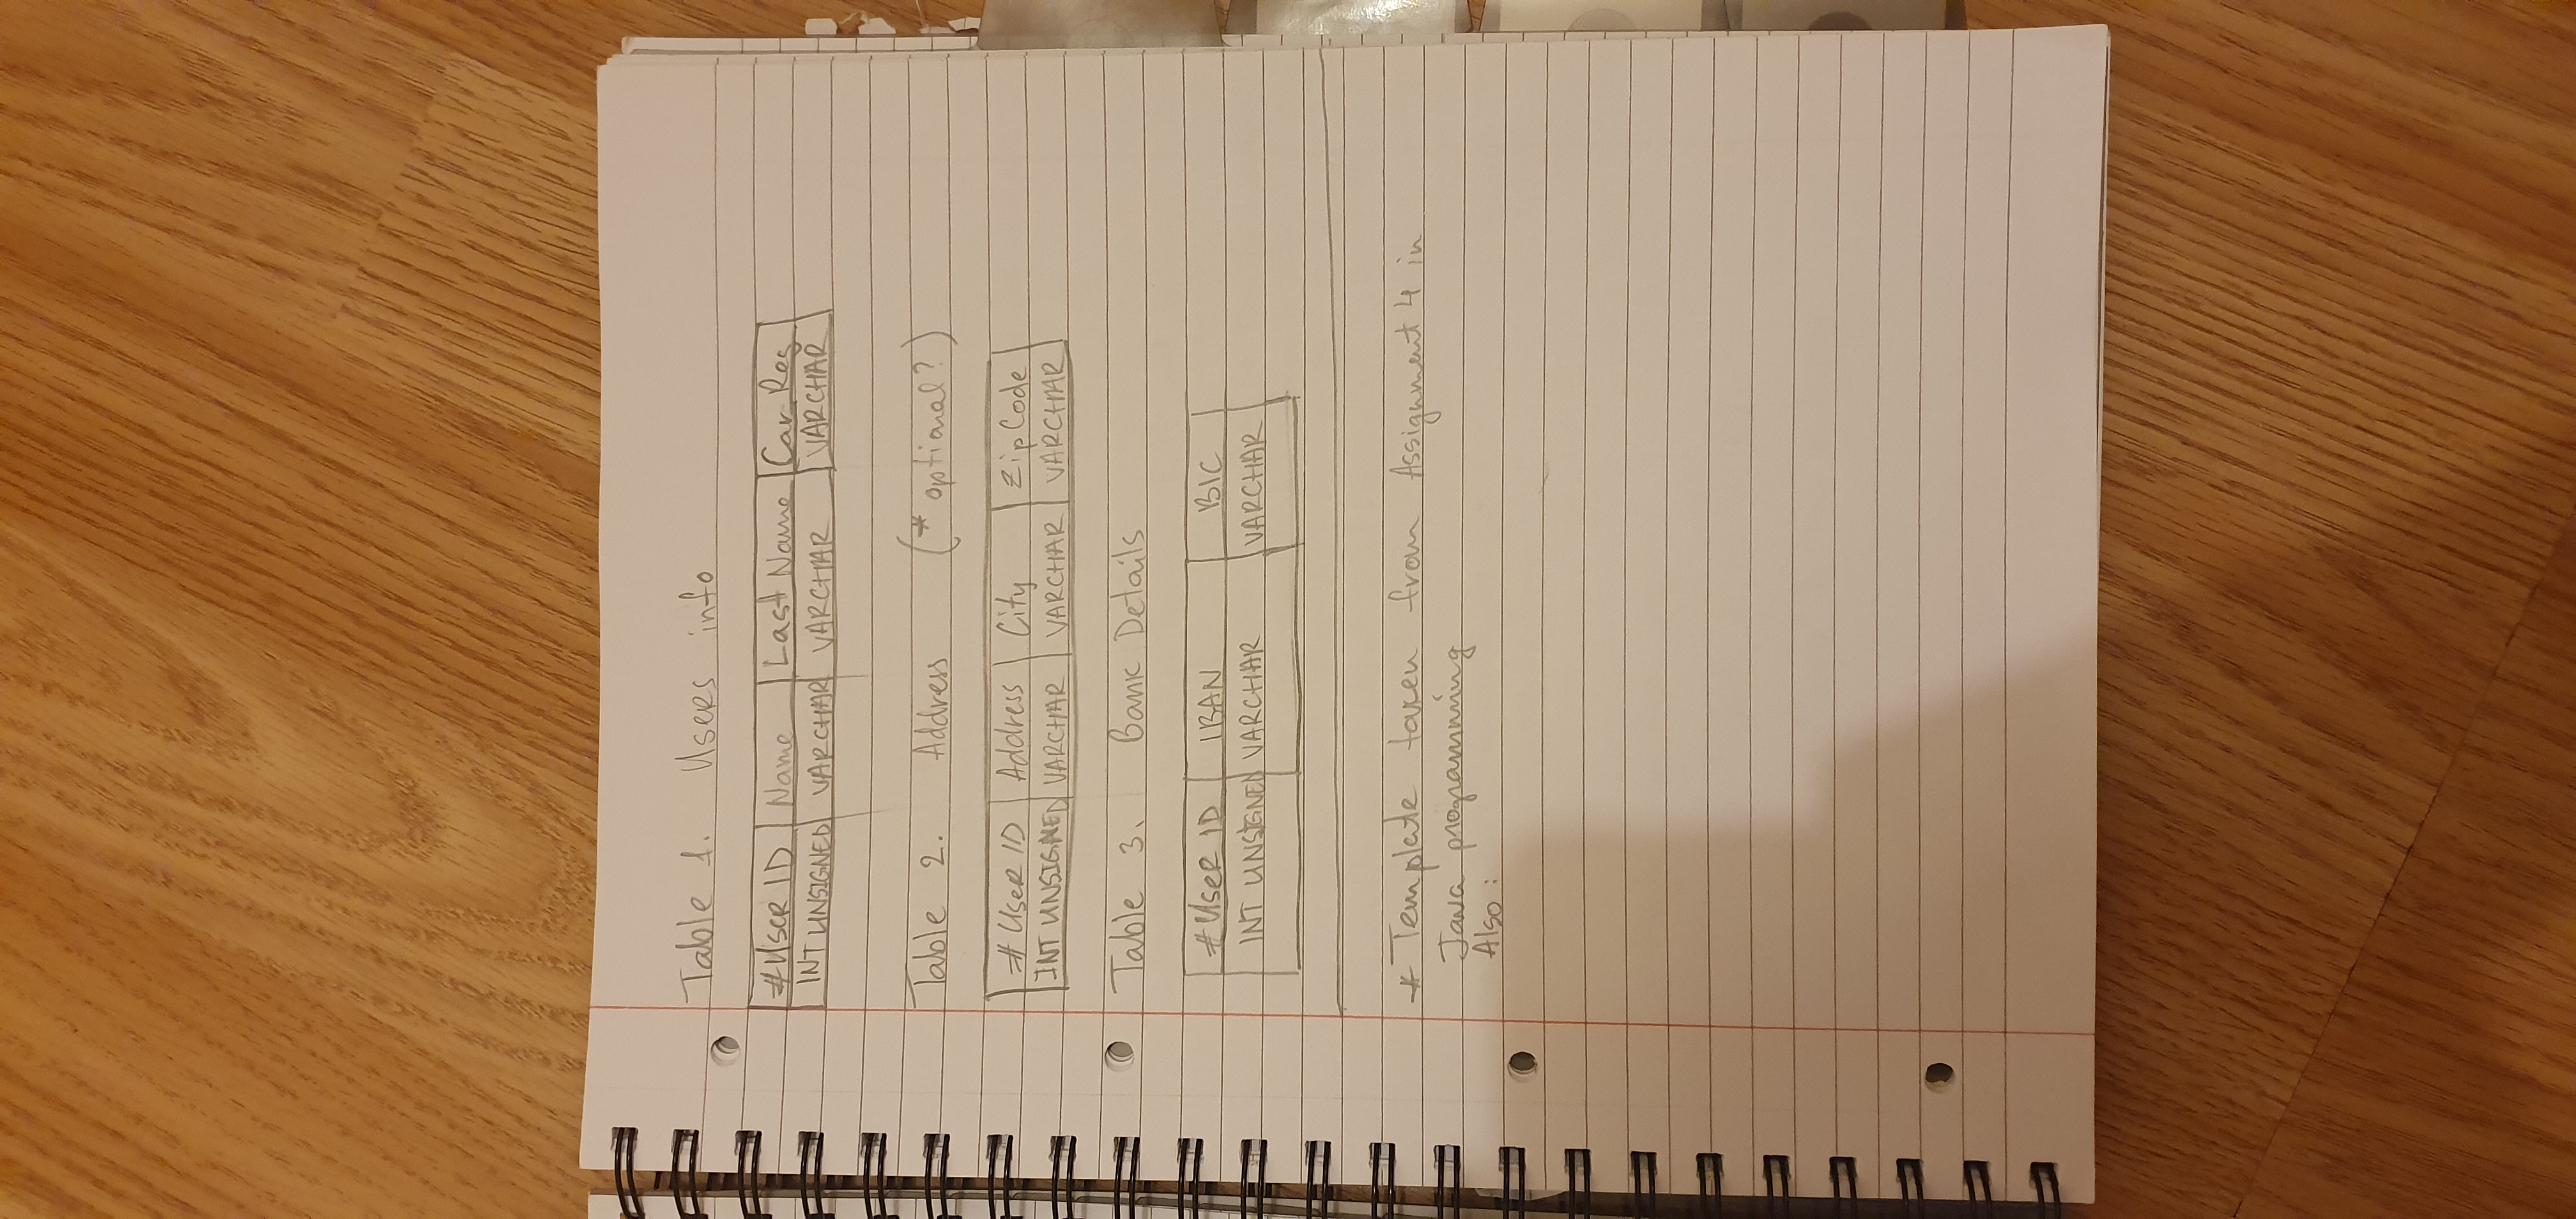 Table 1. Users info
#User ID Name Last Name Car Reg
INT UNSIGNED VARCHAR VARCHAR VARCHAR
Table 2. Address (* optional?)
# User ID Address City Zip Code
INT UNSIGNED VARCHAR VARCHAR VARCHAR
Table 3. Bank Details
# User ID IBAN BIC
INT UNSIGNED VARCHAR VARCHAR
* Template taken from Assignment 4 in
Java programming
Also :